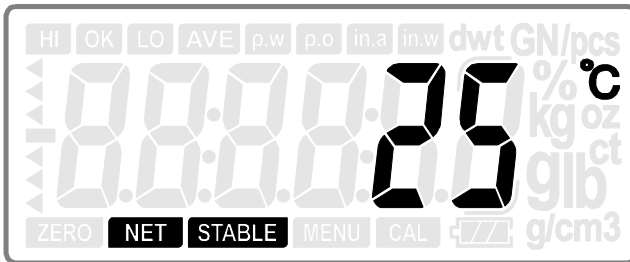 HI OK LO AVE p.w p.o in.a in.w dwt GN/pcs
25 % °C
kg oz
ct
glb
ZERO NET STABLE MENU CAL g/cm3